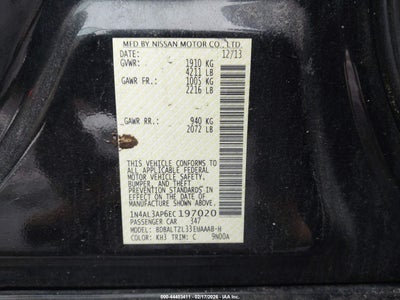 MFD BY NISSAN MOTOR CO., LTD.
DATE: 12/13
GVWR: 1910 KG
4211 LB
GAWR FR: 1005 KG
2216 LB
GAWR RR: 940 KG
2072 LB
THIS VEHICLE CONFORMS TO
ALL APPLICABLE FEDERAL
MOTOR VEHICLE SAFETY,
BUMPER, AND THEFT
PREVENTION STANDARDS IN
EFFECT ON THE DATE OF
MANUFACTURE SHOWN ABOVE.
1N4AL3AP6EC197020
PASSENGER CAR 347
MODEL: BDBALTZL33EUAAAB-H
COLOR: KH3 TRIM: C 9N00A
ID: 44403411 - 02/17/2026 - IAA Inc.